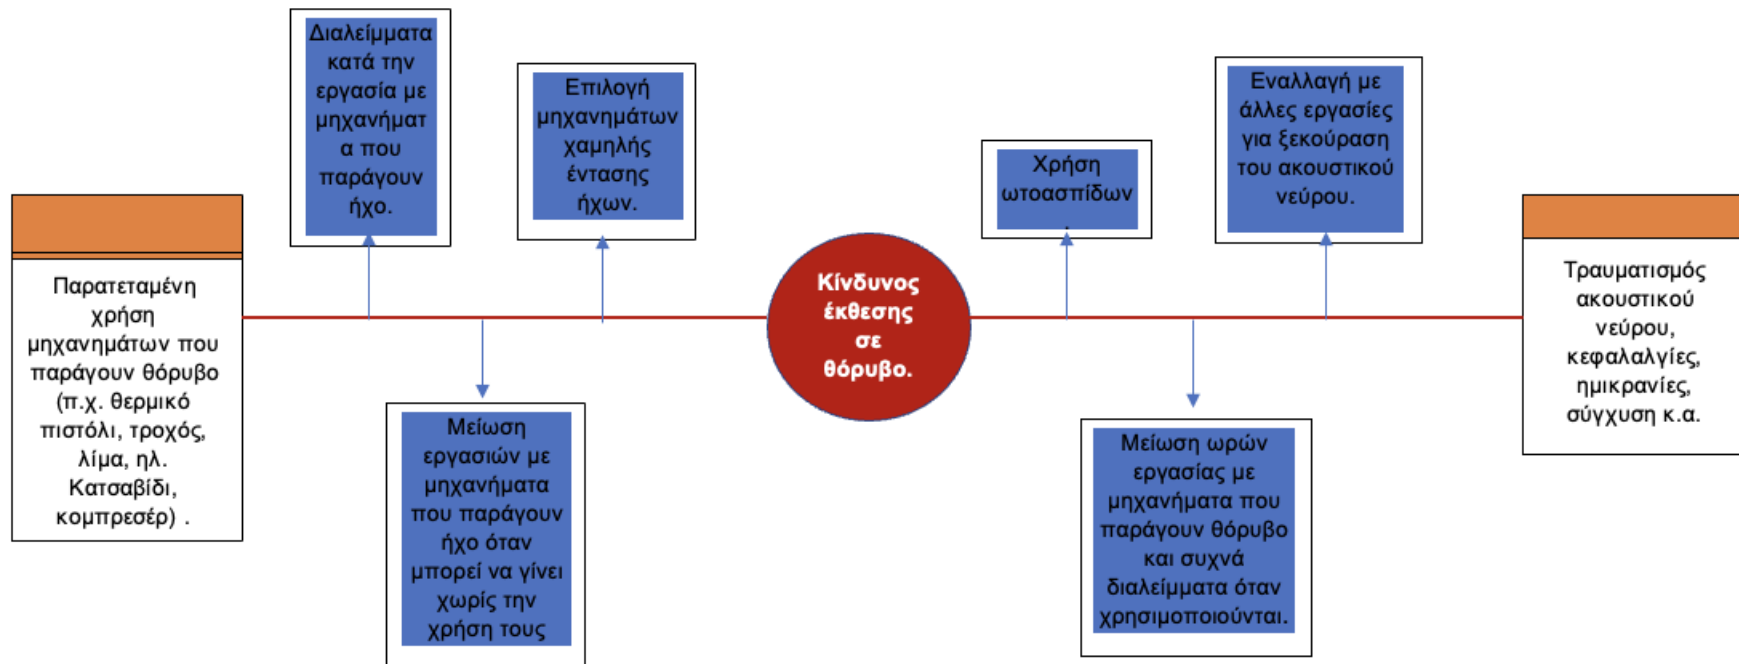 Διαλείμματα
κατά την
εργασία με
μηχανήματ
α που
παράγουν
ήχο.
Επιλογή
μηχανημάτων
χαμηλής
έντασης
ήχων.
Χρήση
ωτοασπίδων
.
Εναλλαγή με
άλλες εργασίες
για ξεκούραση
του ακουστικού
νεύρου.
Παρατεταμένη
χρήση
μηχανημάτων που
παράγουν θόρυβο
(π.χ. θερμικό
πιστόλι, τροχός,
λίμα, ηλ.
Κατσαβίδι,
κομπρεσέρ) .
Κίνδυνος
έκθεσης
σε
θόρυβο.
Τραυματισμός
ακουστικού
νεύρου,
κεφαλαλγίες,
ημικρανίες,
σύγχυση κ.α.
Μείωση
εργασιών με
μηχανήματα
που παράγουν
ήχο όταν
μπορεί να γίνει
χωρίς την
χρήση τους
Μείωση ωρών
εργασίας με
μηχανήματα που
παράγουν θόρυβο
και συχνά
διαλείμματα όταν
χρησιμοποιούνται.